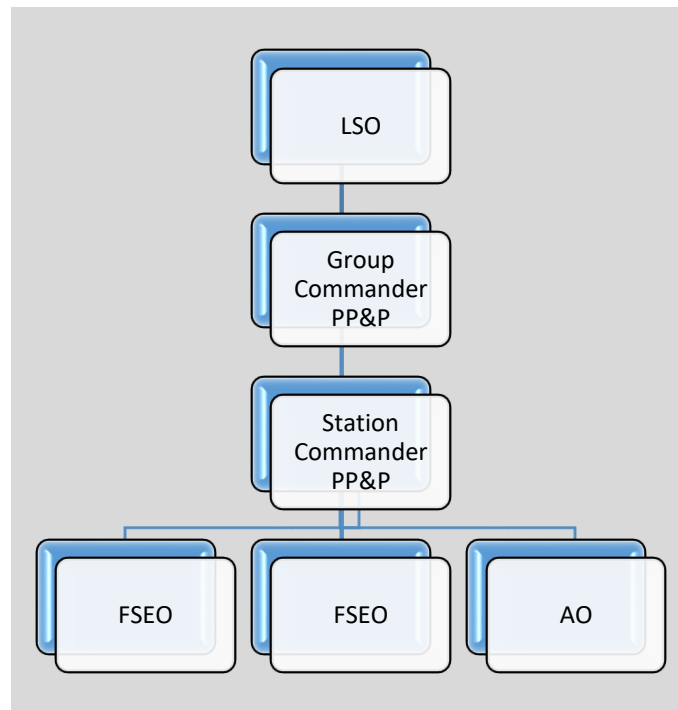 LSO
Group
Commander
PP&P
Station
Commander
PP&P
FSEO
FSEO
AO